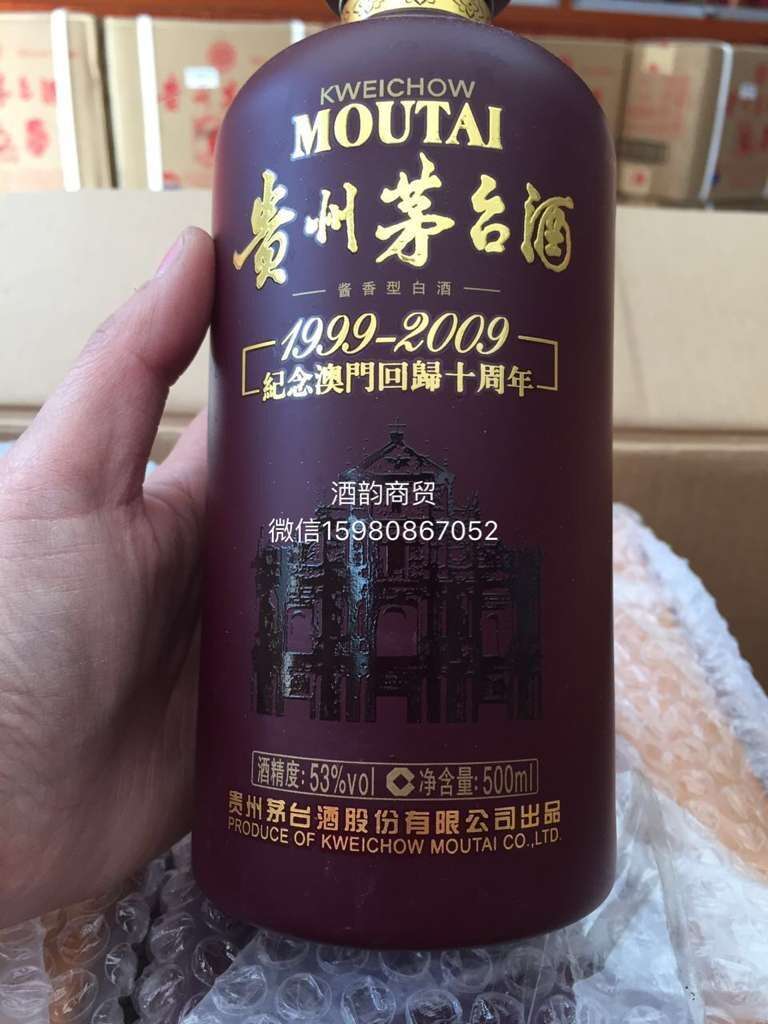 KWEICHOW
MOUTAI
貴州茅台酒
酱香型白酒
1999-2009
紀念澳門回歸十周年
酒韵商贸
微信15980867052
酒精度:53%vol 净含量:500ml
贵州茅台酒股份有限公司出品
PRODUCE OF KWEICHOW MOUTAI CO.,LTD.